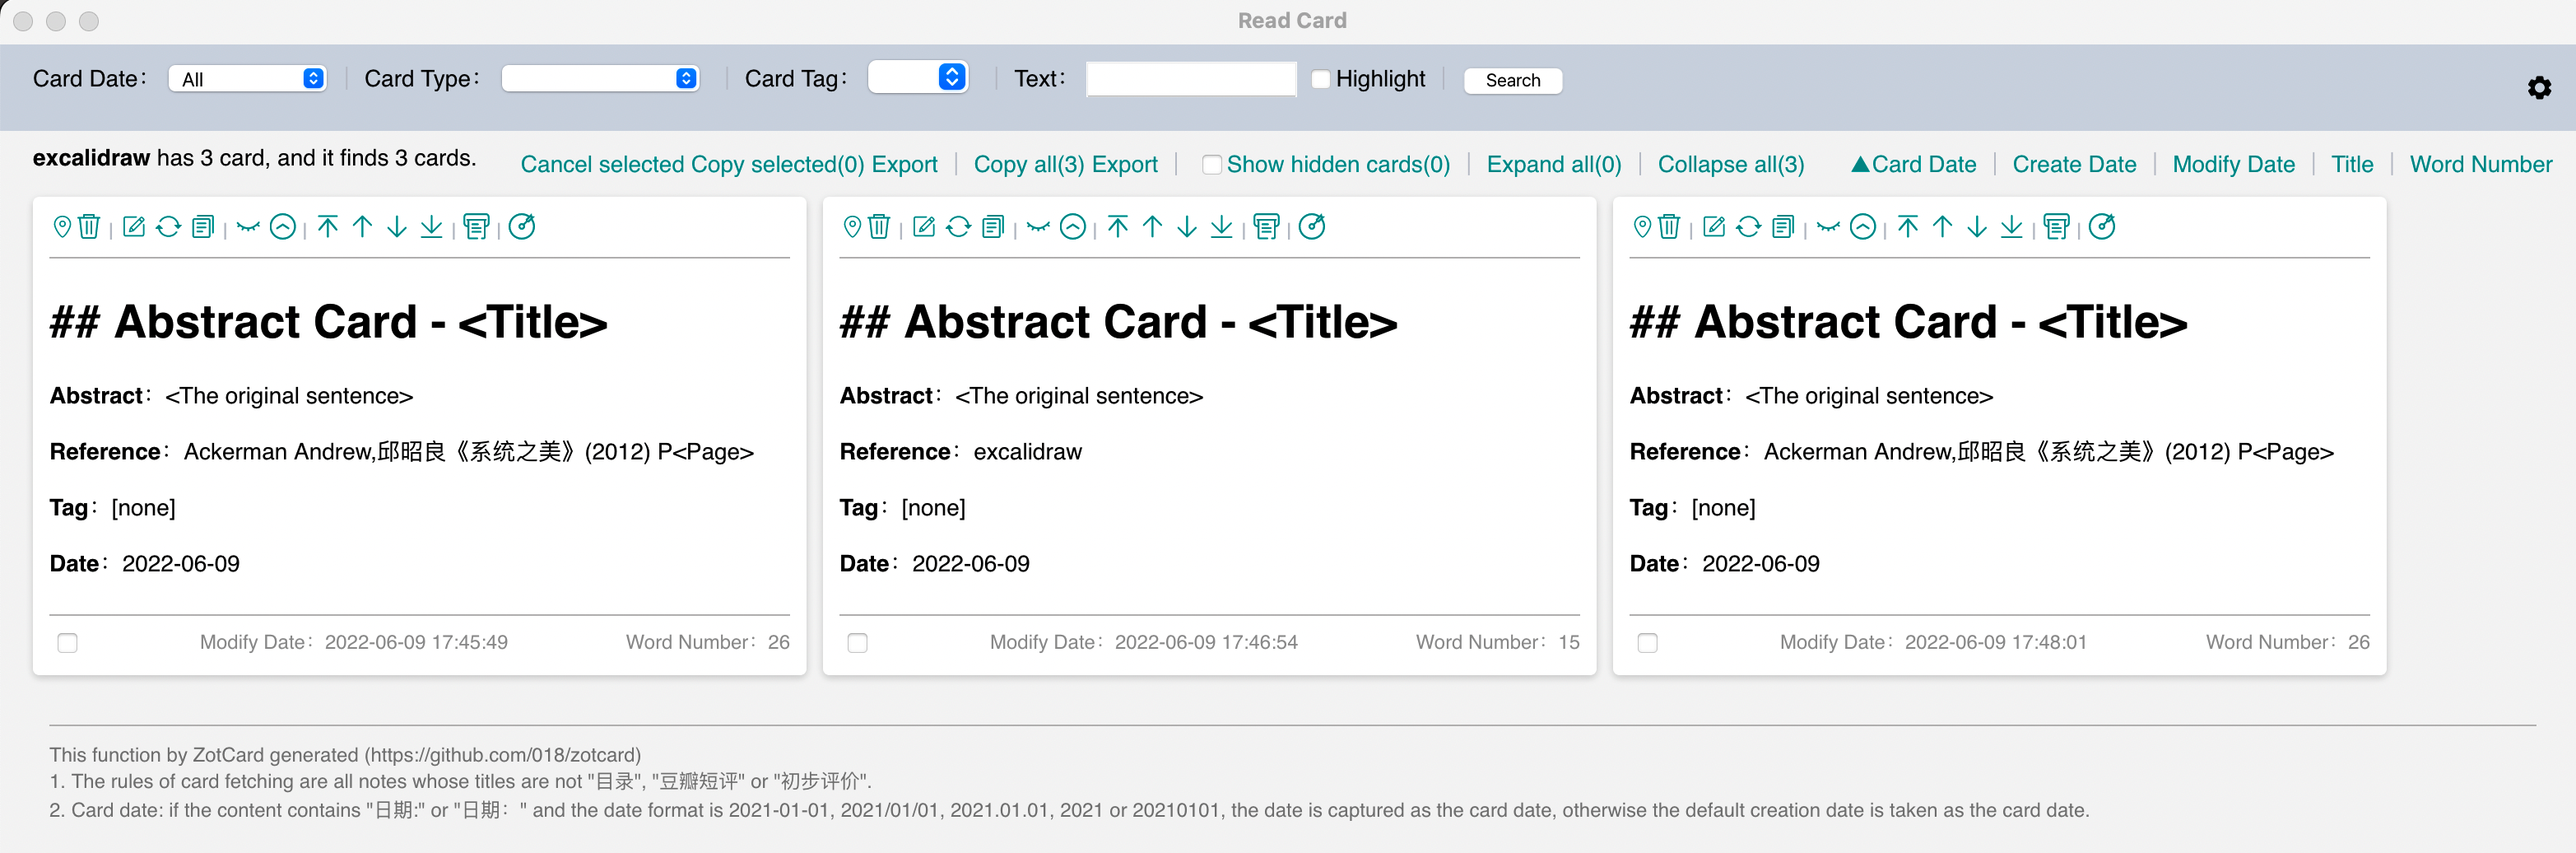 Read Card
Card Date： All Card Type： Card Tag： Text： Highlight Search
excalidraw has 3 card, and it finds 3 cards. Cancel selected Copy selected(0) Export Copy all(3) Export Show hidden cards(0) Expand all(0) Collapse all(3) ▲Card Date Create Date Modify Date Title Word Number
## Abstract Card - <Title>
Abstract：<The original sentence>
Reference：Ackerman Andrew,邱昭良《系统之美》(2012) P<Page>
Tag：[none]
Date：2022-06-09
Modify Date：2022-06-09 17:45:49 Word Number：26
## Abstract Card - <Title>
Abstract：<The original sentence>
Reference：excalidraw
Tag：[none]
Date：2022-06-09
Modify Date：2022-06-09 17:46:54 Word Number：15
## Abstract Card - <Title>
Abstract：<The original sentence>
Reference：Ackerman Andrew,邱昭良《系统之美》(2012) P<Page>
Tag：[none]
Date：2022-06-09
Modify Date：2022-06-09 17:48:01 Word Number：26
This function by ZotCard generated (https://github.com/018/zotcard)
1. The rules of card fetching are all notes whose titles are not "目录", "豆瓣短评" or "初步评价".
2. Card date: if the content contains "日期:" or "日期：" and the date format is 2021-01-01, 2021/01/01, 2021.01.01, 2021 or 20210101, the date is captured as the card date, otherwise the default creation date is taken as the card date.